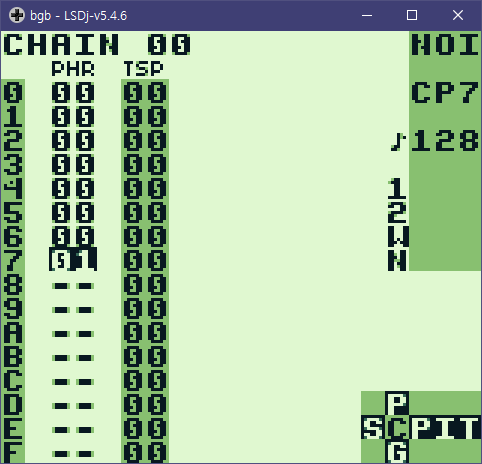 bgb - LSDj-v5.4.6
CHAIN 00 NOI
PHR TSP
0 00 00 CP7
1 00 00
2 00 00 ♪128
3 00 00
4 00 00 1
5 00 00 2
6 00 00 W
7 01 00 N
8 -- 00
9 -- 00
A -- 00
B -- 00
C -- 00
D -- 00 P
E -- 00 SCPIT
F -- 00 G